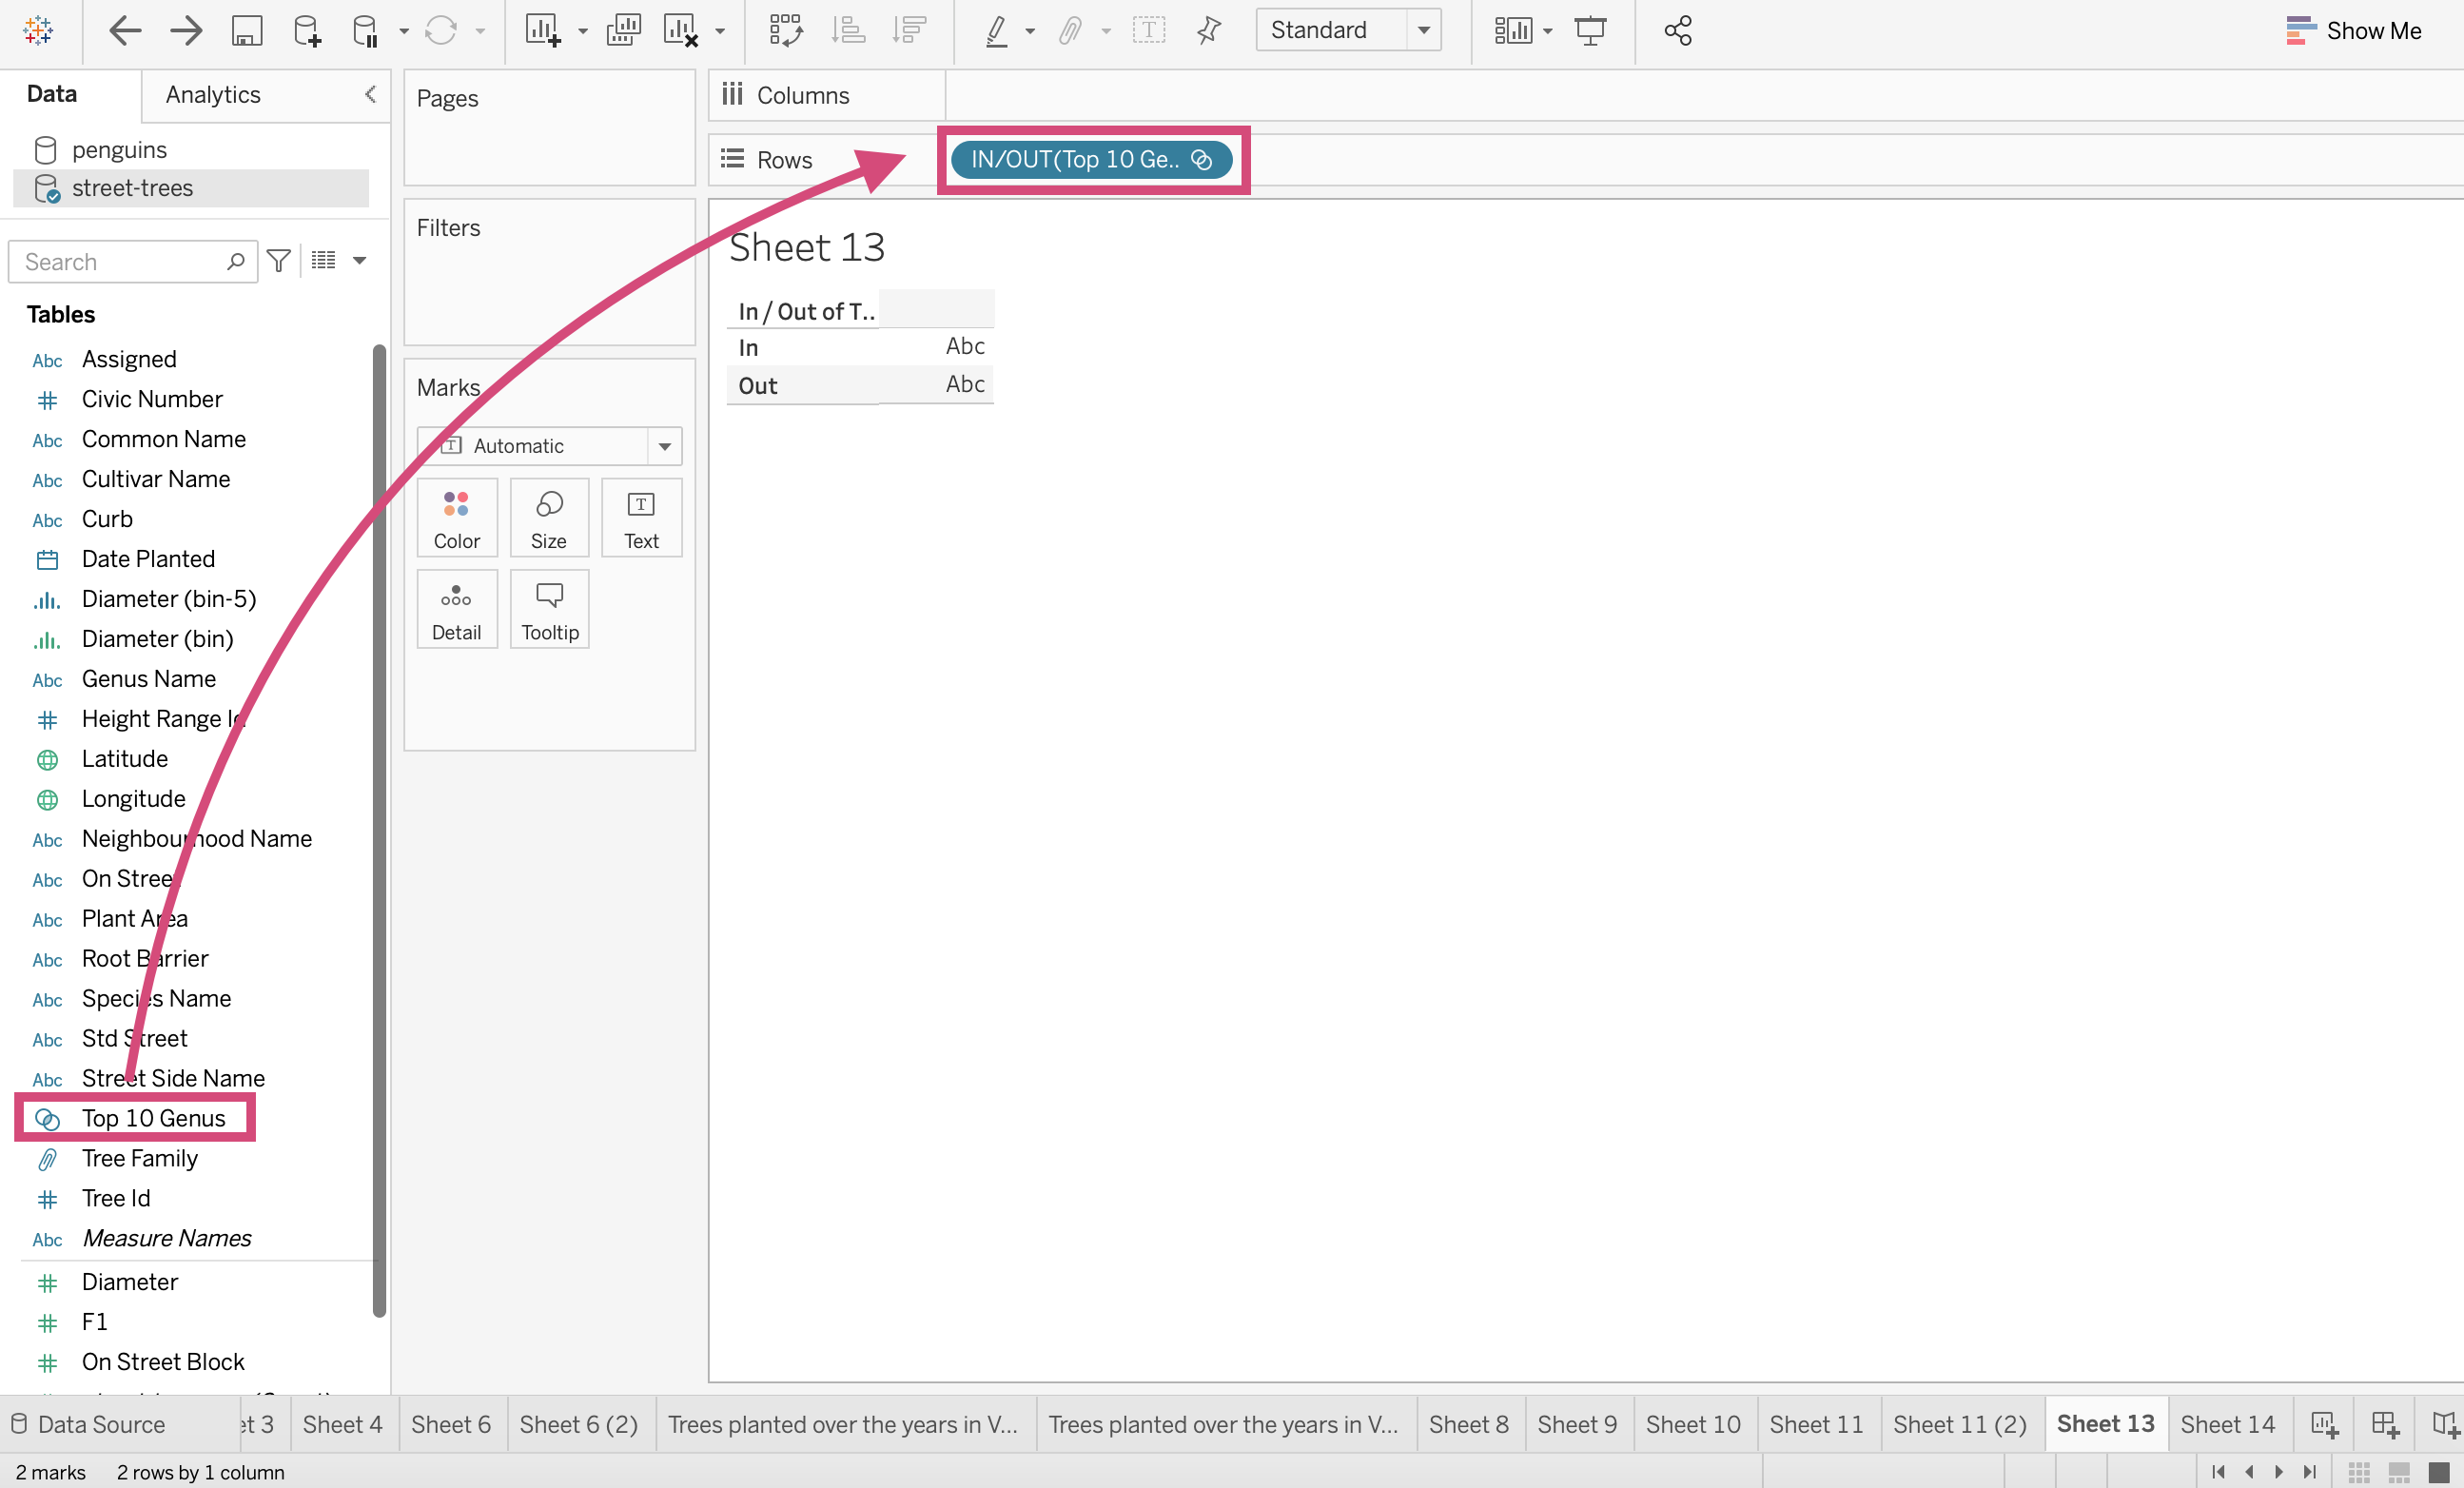 Standard
Show Me
Data
Analytics
penguins
street-trees
Search
Tables
Abc Assigned
Civic Number
Abc Common Name
Abc Cultivar Name
Abc Curb
Date Planted
Diameter (bin-5)
Diameter (bin)
Abc Genus Name
Height Range Id
Latitude
Longitude
Abc Neighbourhood Name
Abc On Street
Abc Plant Area
Abc Root Barrier
Abc Species Name
Abc Std Street
Abc Street Side Name
Top 10 Genus
Tree Family
Tree Id
Abc Measure Names
Diameter
F1
On Street Block
Pages
Filters
Marks
Automatic
Color Size Text
Detail Tooltip
Columns
Rows IN/OUT(Top 10 Ge..
Sheet 13
In / Out of T..
In Abc
Out Abc
Data Source et 3 Sheet 4 Sheet 6 Sheet 6 (2) Trees planted over the years in V... Trees planted over the years in V... Sheet 8 Sheet 9 Sheet 10 Sheet 11 Sheet 11 (2) Sheet 13 Sheet 14
2 marks 2 rows by 1 column